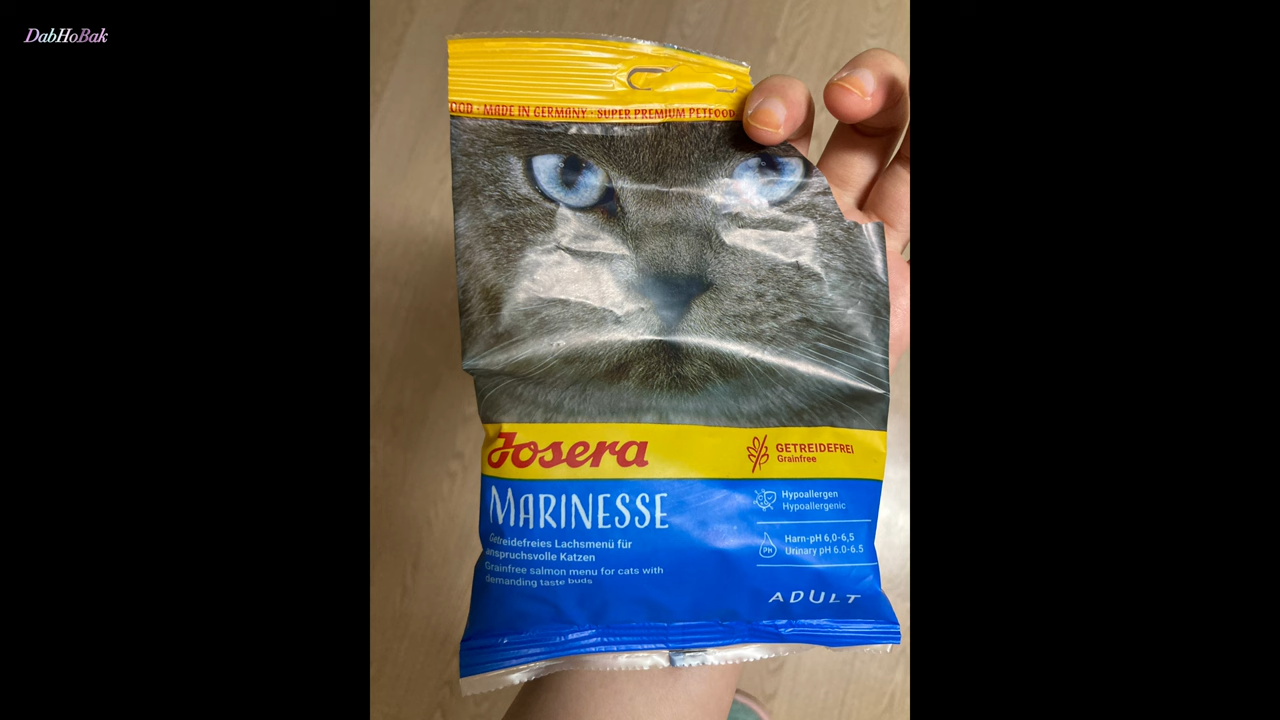 DabHoBak
OOD · MADE IN GERMANY · SUPER PREMIUM PETFOOD
Josera
GETREIDEFREI
Grainfree
MARINESSE
Getreidefreies Lachsmenü für
anspruchsvolle Katzen
Grainfree salmon menu for cats with
demanding taste buds
Hypoallergen
Hypoallergenic
PH
Harn-pH 6,0-6,5
Urinary pH 6.0-6.5
ADULT